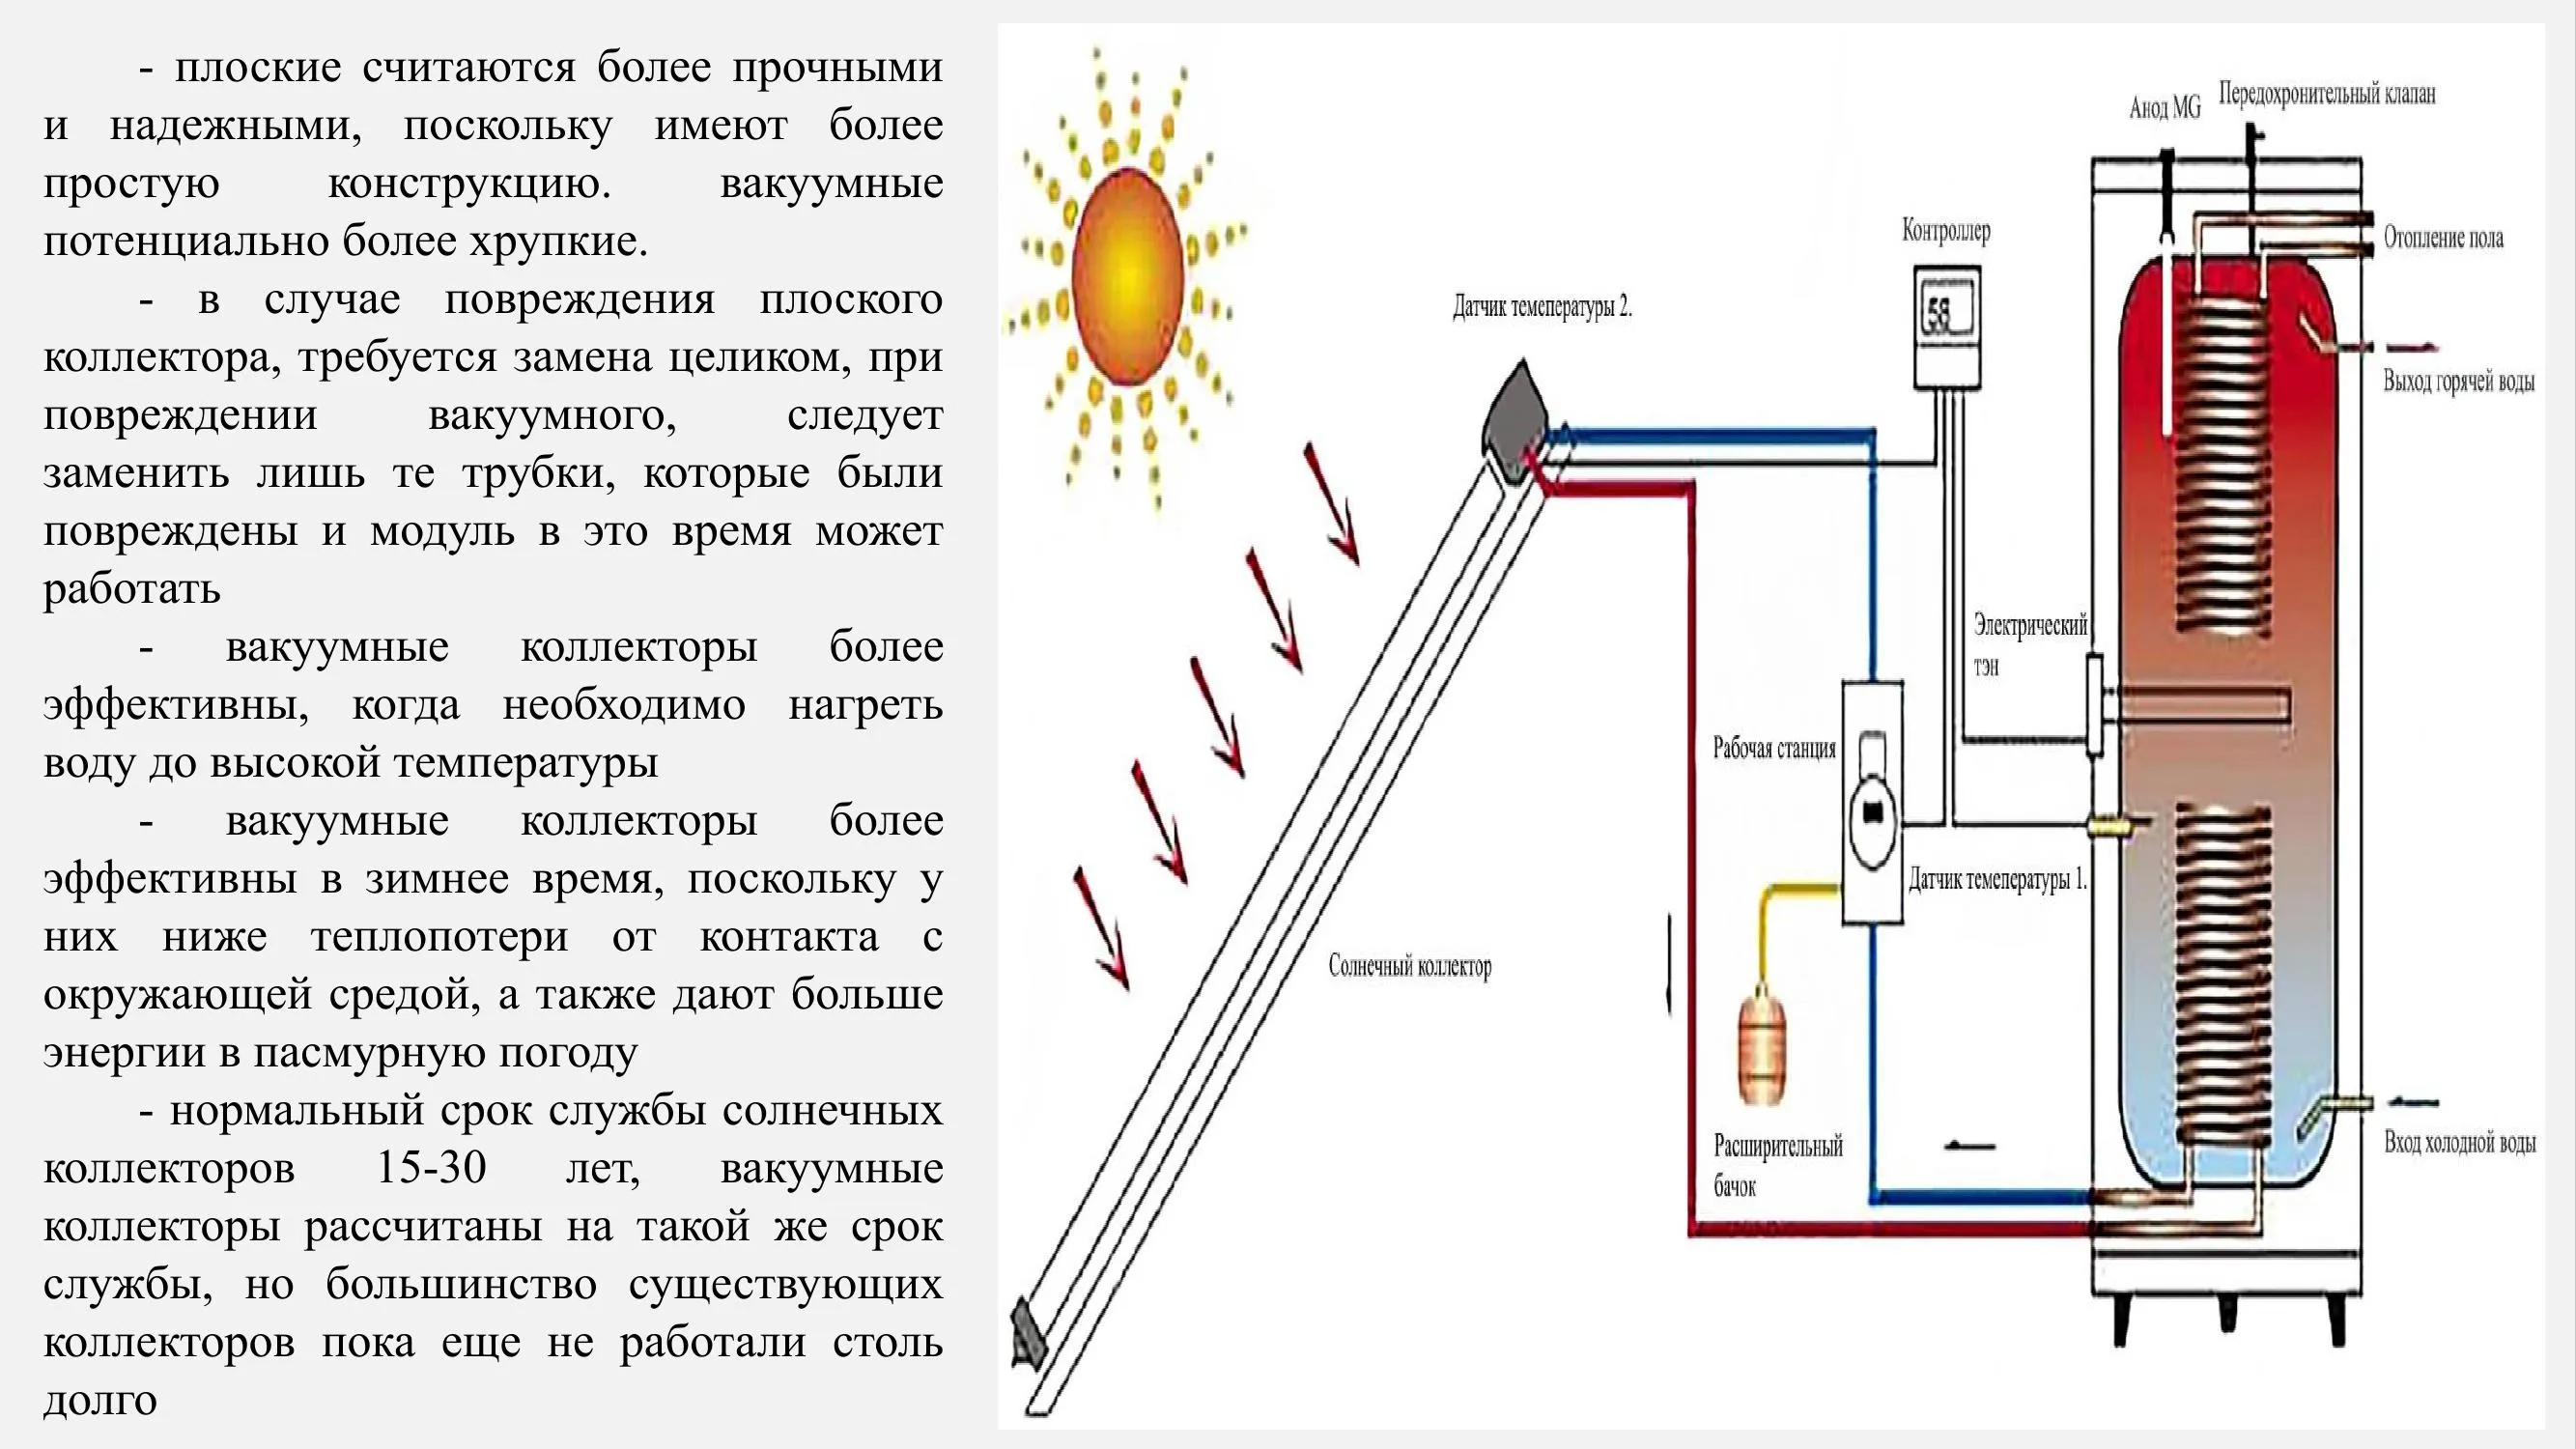 - плоские считаются более прочными
и надежными, поскольку имеют более
простую конструкцию. вакуумные
потенциально более хрупкие.
- в случае повреждения плоского
коллектора, требуется замена целиком, при
повреждении вакуумного, следует
заменить лишь те трубки, которые были
повреждены и модуль в это время может
работать
- вакуумные коллекторы более
эффективны, когда необходимо нагреть
воду до высокой температуры
- вакуумные коллекторы более
эффективны в зимнее время, поскольку у
них ниже теплопотери от контакта с
окружающей средой, а также дают больше
энергии в пасмурную погоду
- нормальный срок службы солнечных
коллекторов 15-30 лет, вакуумные
коллекторы рассчитаны на такой же срок
службы, но большинство существующих
коллекторов пока еще не работали столь
долго
Анод MG
Передохронительный клапан
Контроллер
Отопление пола
58
Датчик темепературы 2.
Выход горячей воды
Электрический
тэн
Рабочая станция
Датчик темепературы 1.
Солнечный коллектор
Расширительный
бачок
Вход холодной воды